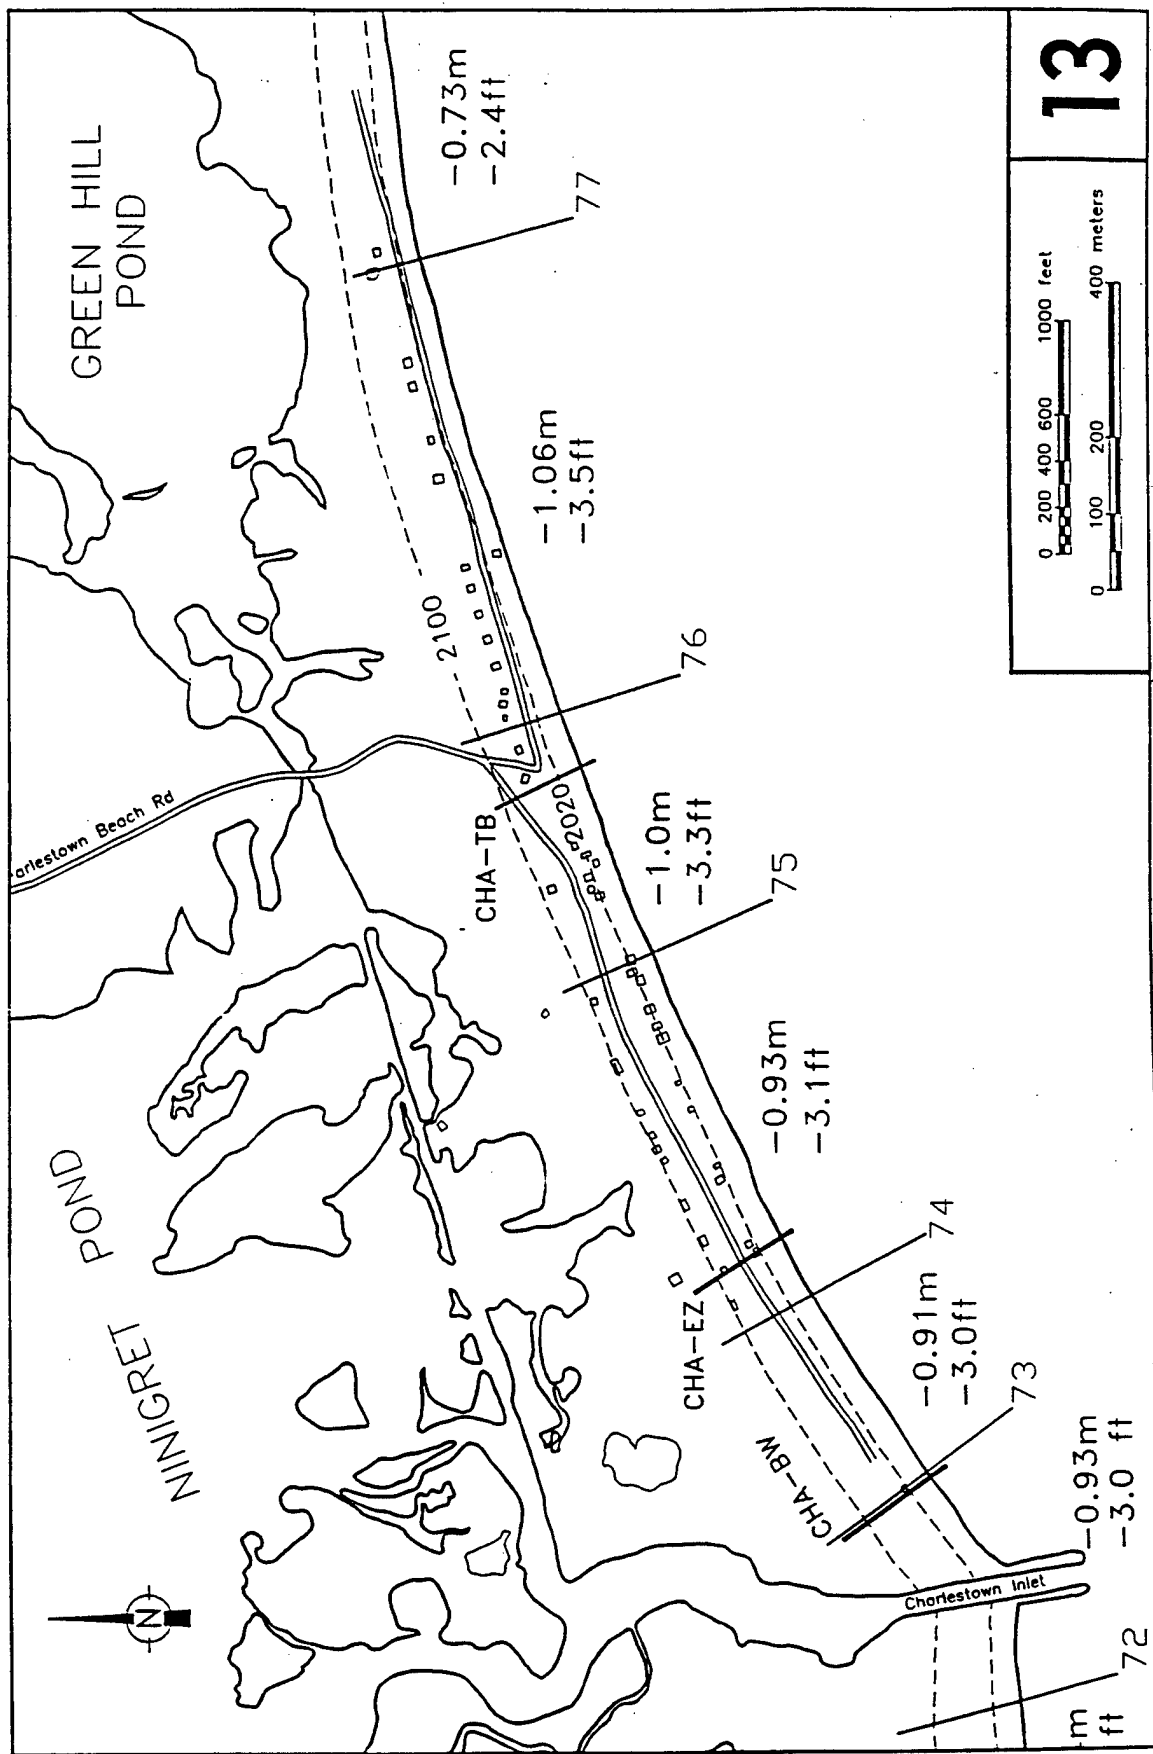 GREEN HILL
POND
NINIGRET POND
arlestown Beach Rd
2100
2020
CHA-TB
CHA-EZ
CHA-BW
Charlestown Inlet
-0.73m
-2.4ft
77
-1.06m
-3.5ft
76
-1.0m
-3.3ft
75
-0.93m
-3.1ft
74
-0.91m
-3.0ft
73
-0.93m
-3.0 ft
72
m
ft
N
0 200 400 600 1000 feet
0 100 200 400 meters
13